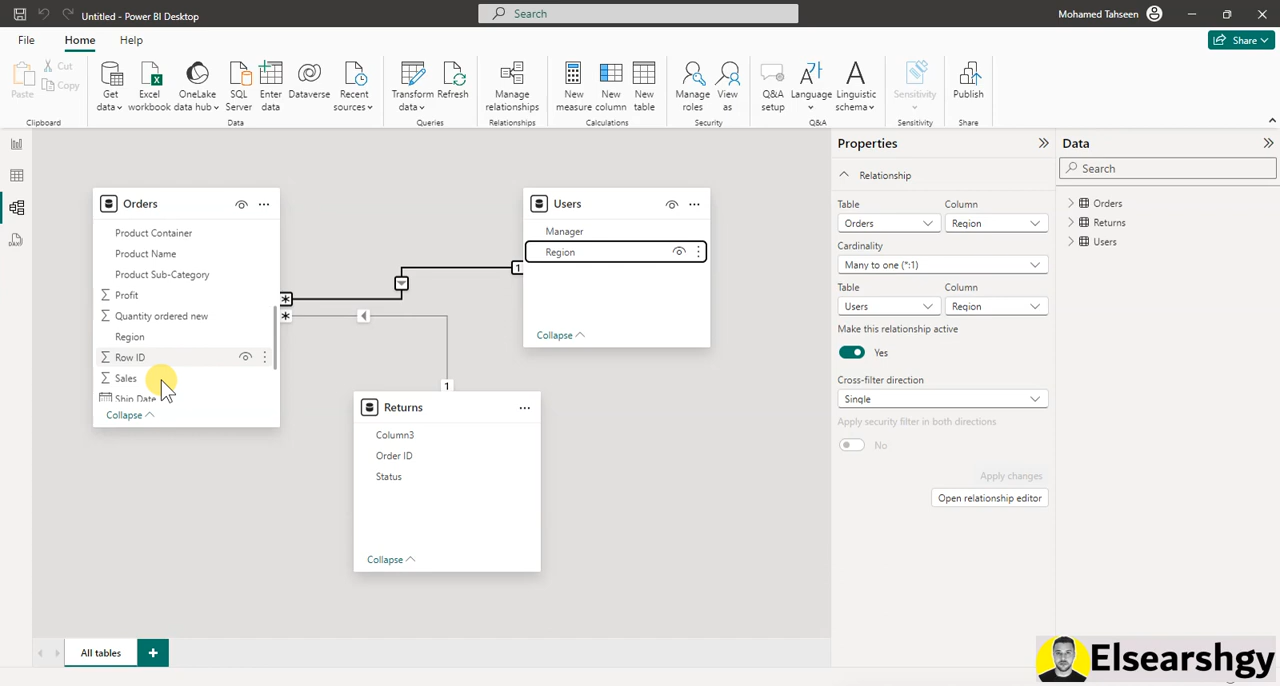 Untitled - Power BI Desktop
Search
Mohamed Tahseen
File
Home
Help
Share
Paste
Cut
Copy
Get data
Excel workbook
OneLake data hub
SQL Server
Enter data
Dataverse
Recent sources
Transform data
Refresh
Manage relationships
New measure
New column
New table
Manage roles
View as
Q&A setup
Language
Linguistic schema
Sensitivity
Publish
Clipboard
Data
Queries
Relationships
Calculations
Security
Q&A
Sensitivity
Share
Orders
Product Container
Product Name
Product Sub-Category
Profit
Quantity ordered new
Region
Row ID
Sales
Ship Date
Collapse
Users
Manager
Region
Collapse
1
*
*
1
Returns
Column3
Order ID
Status
Collapse
Properties
Relationship
Table
Column
Orders
Region
Cardinality
Many to one (*:1)
Table
Column
Users
Region
Make this relationship active
Yes
Cross-filter direction
Single
Apply security filter in both directions
No
Apply changes
Open relationship editor
Data
Search
Orders
Returns
Users
All tables
+
Elsearshgy